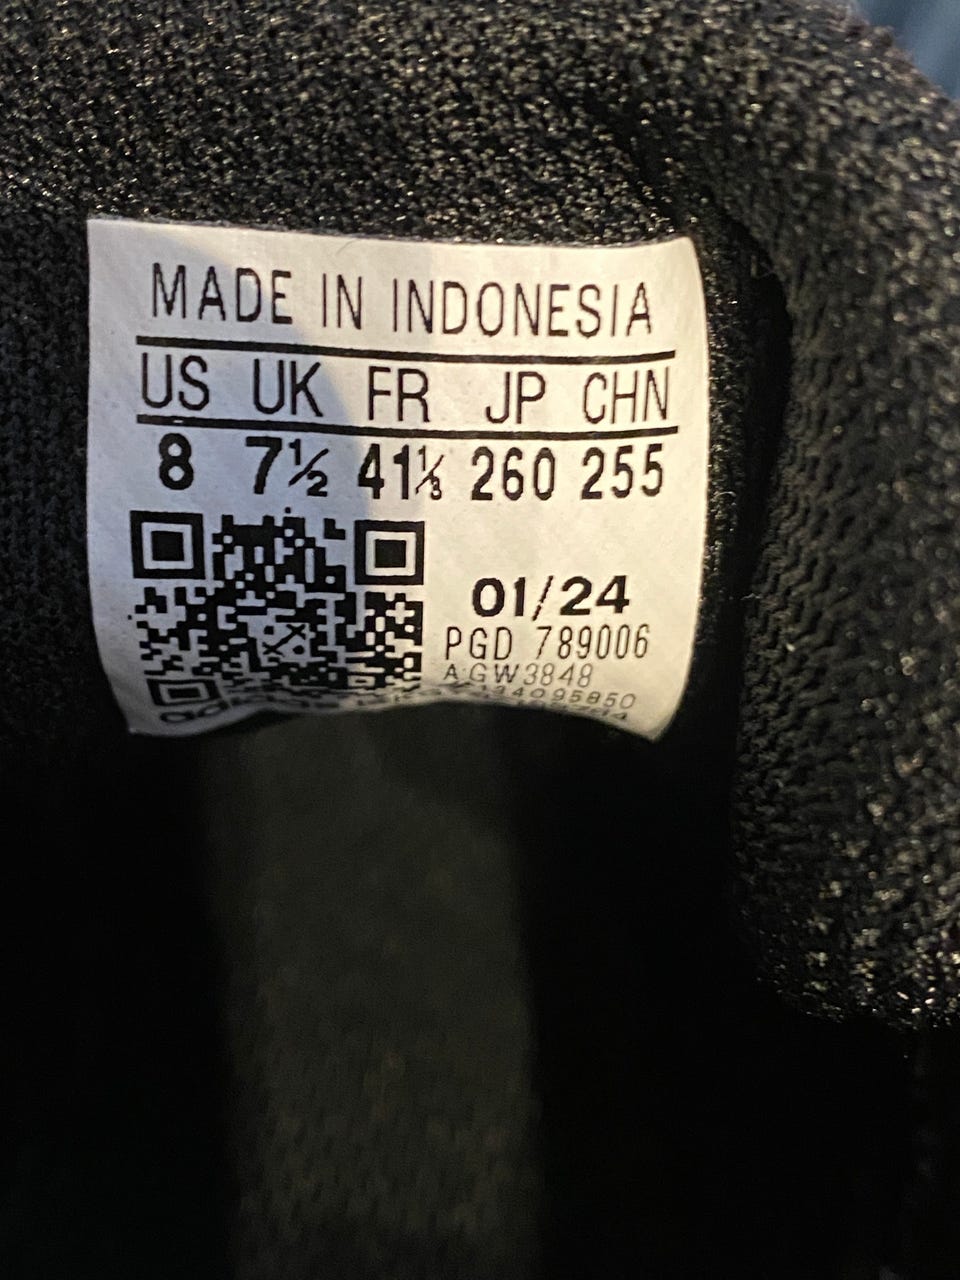 MADE IN INDONESIA
US UK FR JP CHN
8 7½ 41⅓ 260 255
01/24
PGD 789006
AGW3848